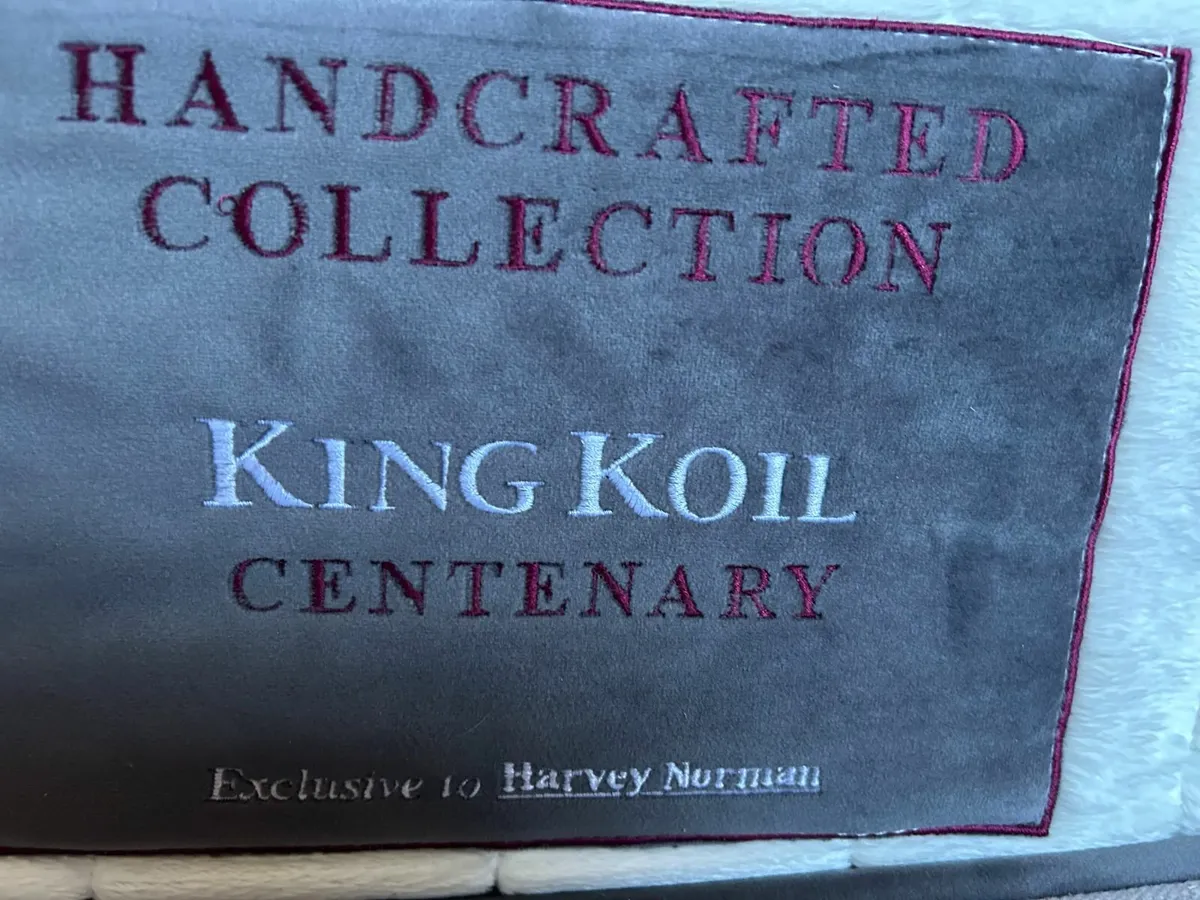 HANDCRAFTED
COLLECTION
KING KOIL
CENTENARY
Exclusive to Harvey Norman